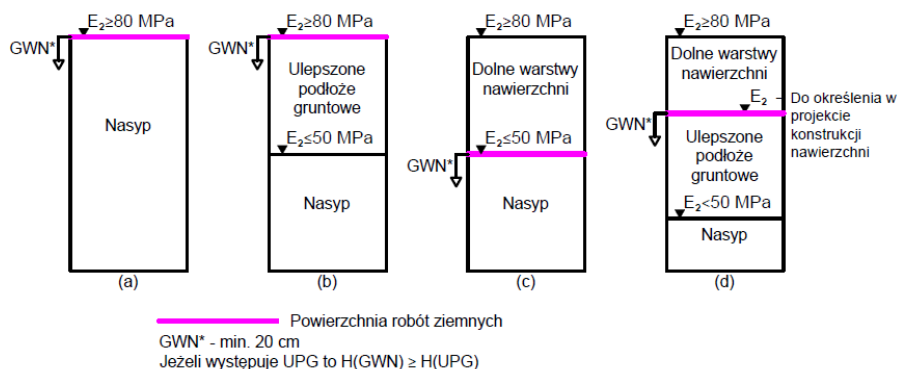 E₂≥80 MPa
GWN*
Nasyp
(a)
E₂≥80 MPa
GWN*
Ulepszone
podłoże
gruntowe
E₂≤50 MPa
Nasyp
(b)
E₂≥80 MPa
Dolne warstwy
nawierzchni
E₂≤50 MPa
GWN*
Nasyp
(c)
E₂≥80 MPa
Dolne warstwy
nawierzchni
E₂ – Do określenia w
projekcie
konstrukcji
nawierzchni
GWN*
Ulepszone
podłoże
gruntowe
E₂<50 MPa
Nasyp
(d)
Powierzchnia robót ziemnych
GWN* - min. 20 cm
Jeżeli występuje UPG to H(GWN) ≥ H(UPG)